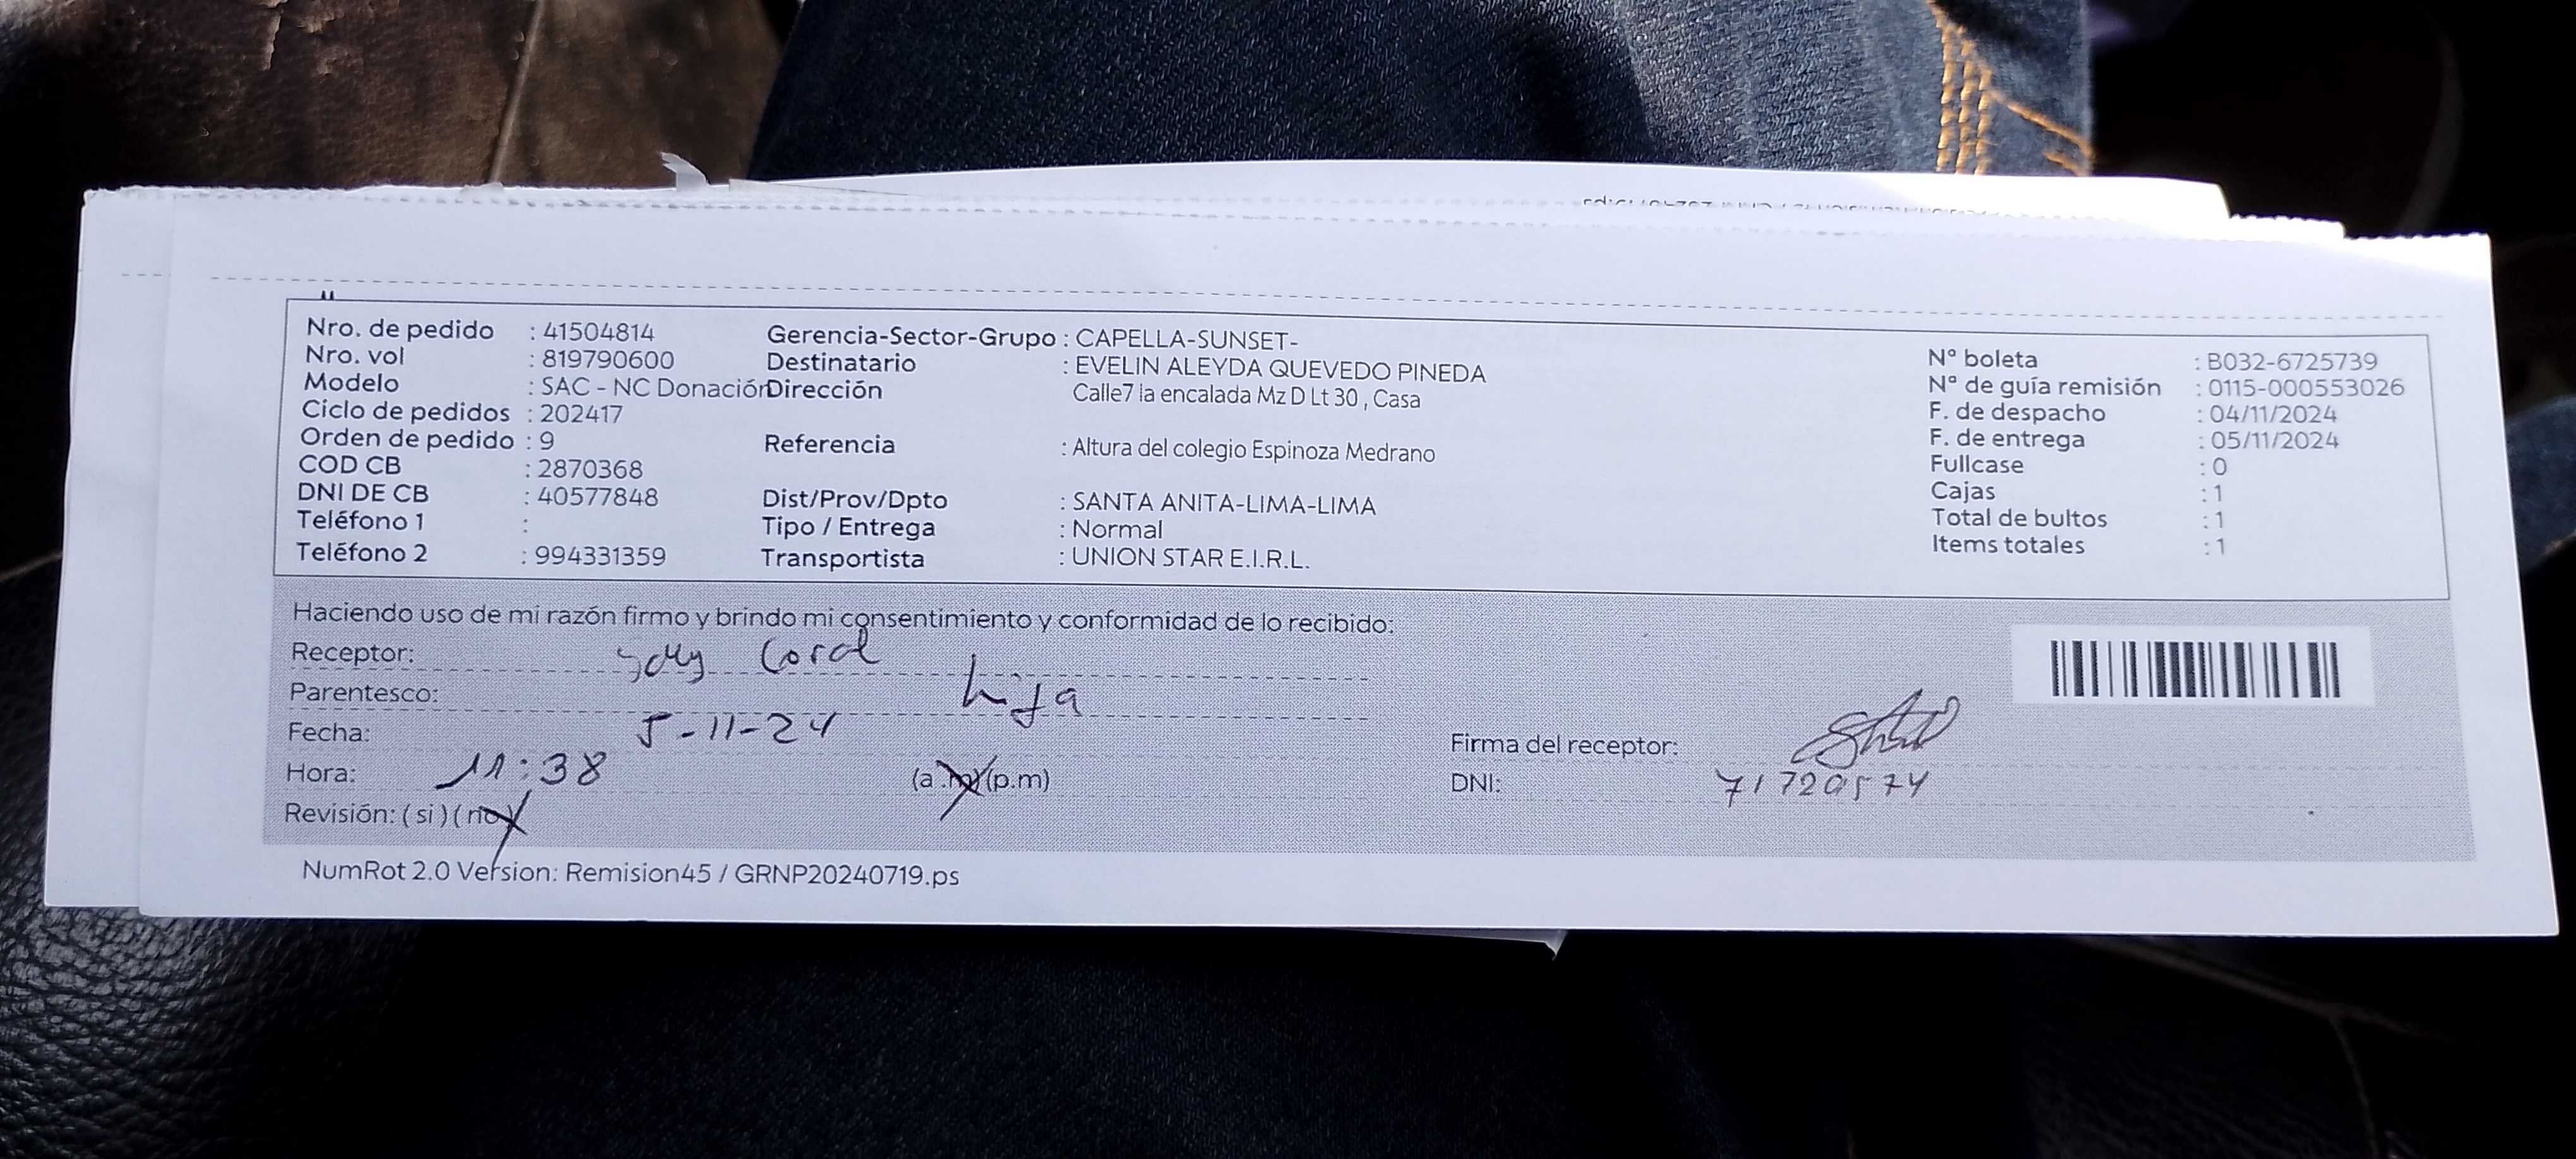 Nro. de pedido : 41504814
Nro. vol : 819790600
Modelo : SAC - NC Donación
Ciclo de pedidos : 202417
Orden de pedido : 9
COD CB : 2870368
DNI DE CB : 40577848
Teléfono 1 :
Teléfono 2 : 994331359
Gerencia-Sector-Grupo : CAPELLA-SUNSET-
Destinatario : EVELIN ALEYDA QUEVEDO PINEDA
Dirección Calle7 la encalada Mz D Lt 30 , Casa
Referencia : Altura del colegio Espinoza Medrano
Dist/Prov/Dpto : SANTA ANITA-LIMA-LIMA
Tipo / Entrega : Normal
Transportista : UNION STAR E.I.R.L.
N° boleta : B032-6725739
N° de guía remisión : 0115-000553026
F. de despacho : 04/11/2024
F. de entrega : 05/11/2024
Fullcase : 0
Cajas : 1
Total de bultos : 1
Items totales : 1
Haciendo uso de mi razón firmo y brindo mi consentimiento y conformidad de lo recibido:
Receptor: Coral
Parentesco: hija
Fecha: 5-11-24
Hora: 11:38 (a.m)(p.m)
Revisión: ( si ) ( no )
Firma del receptor:
DNI:
NumRot 2.0 Version: Remision45 / GRNP20240719.ps